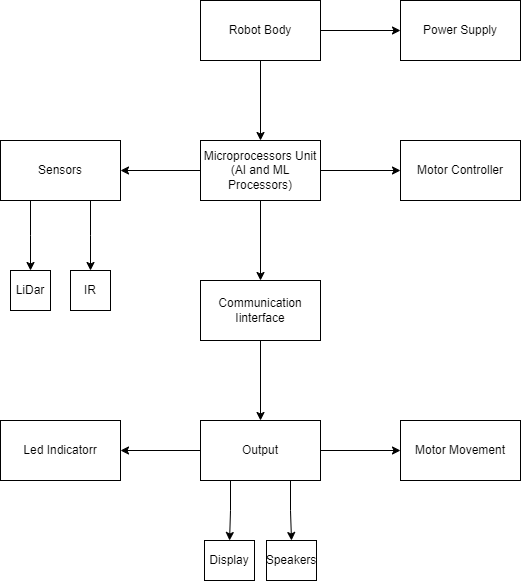 Robot Body
Power Supply
Sensors
Microprocessors Unit
(AI and ML
Processors)
Motor Controller
LiDar
IR
Communication
Iinterface
Led Indicatorr
Output
Motor Movement
Display
Speakers